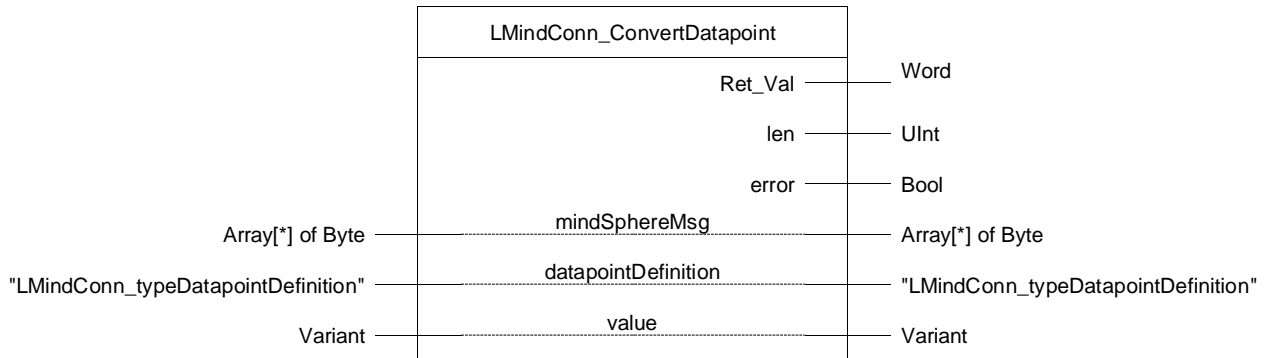 LMindConn_ConvertDatapoint
Ret_Val Word
len UInt
error Bool
Array[*] of Byte mindSphereMsg Array[*] of Byte
"LMindConn_typeDatapointDefinition" datapointDefinition "LMindConn_typeDatapointDefinition"
Variant value Variant